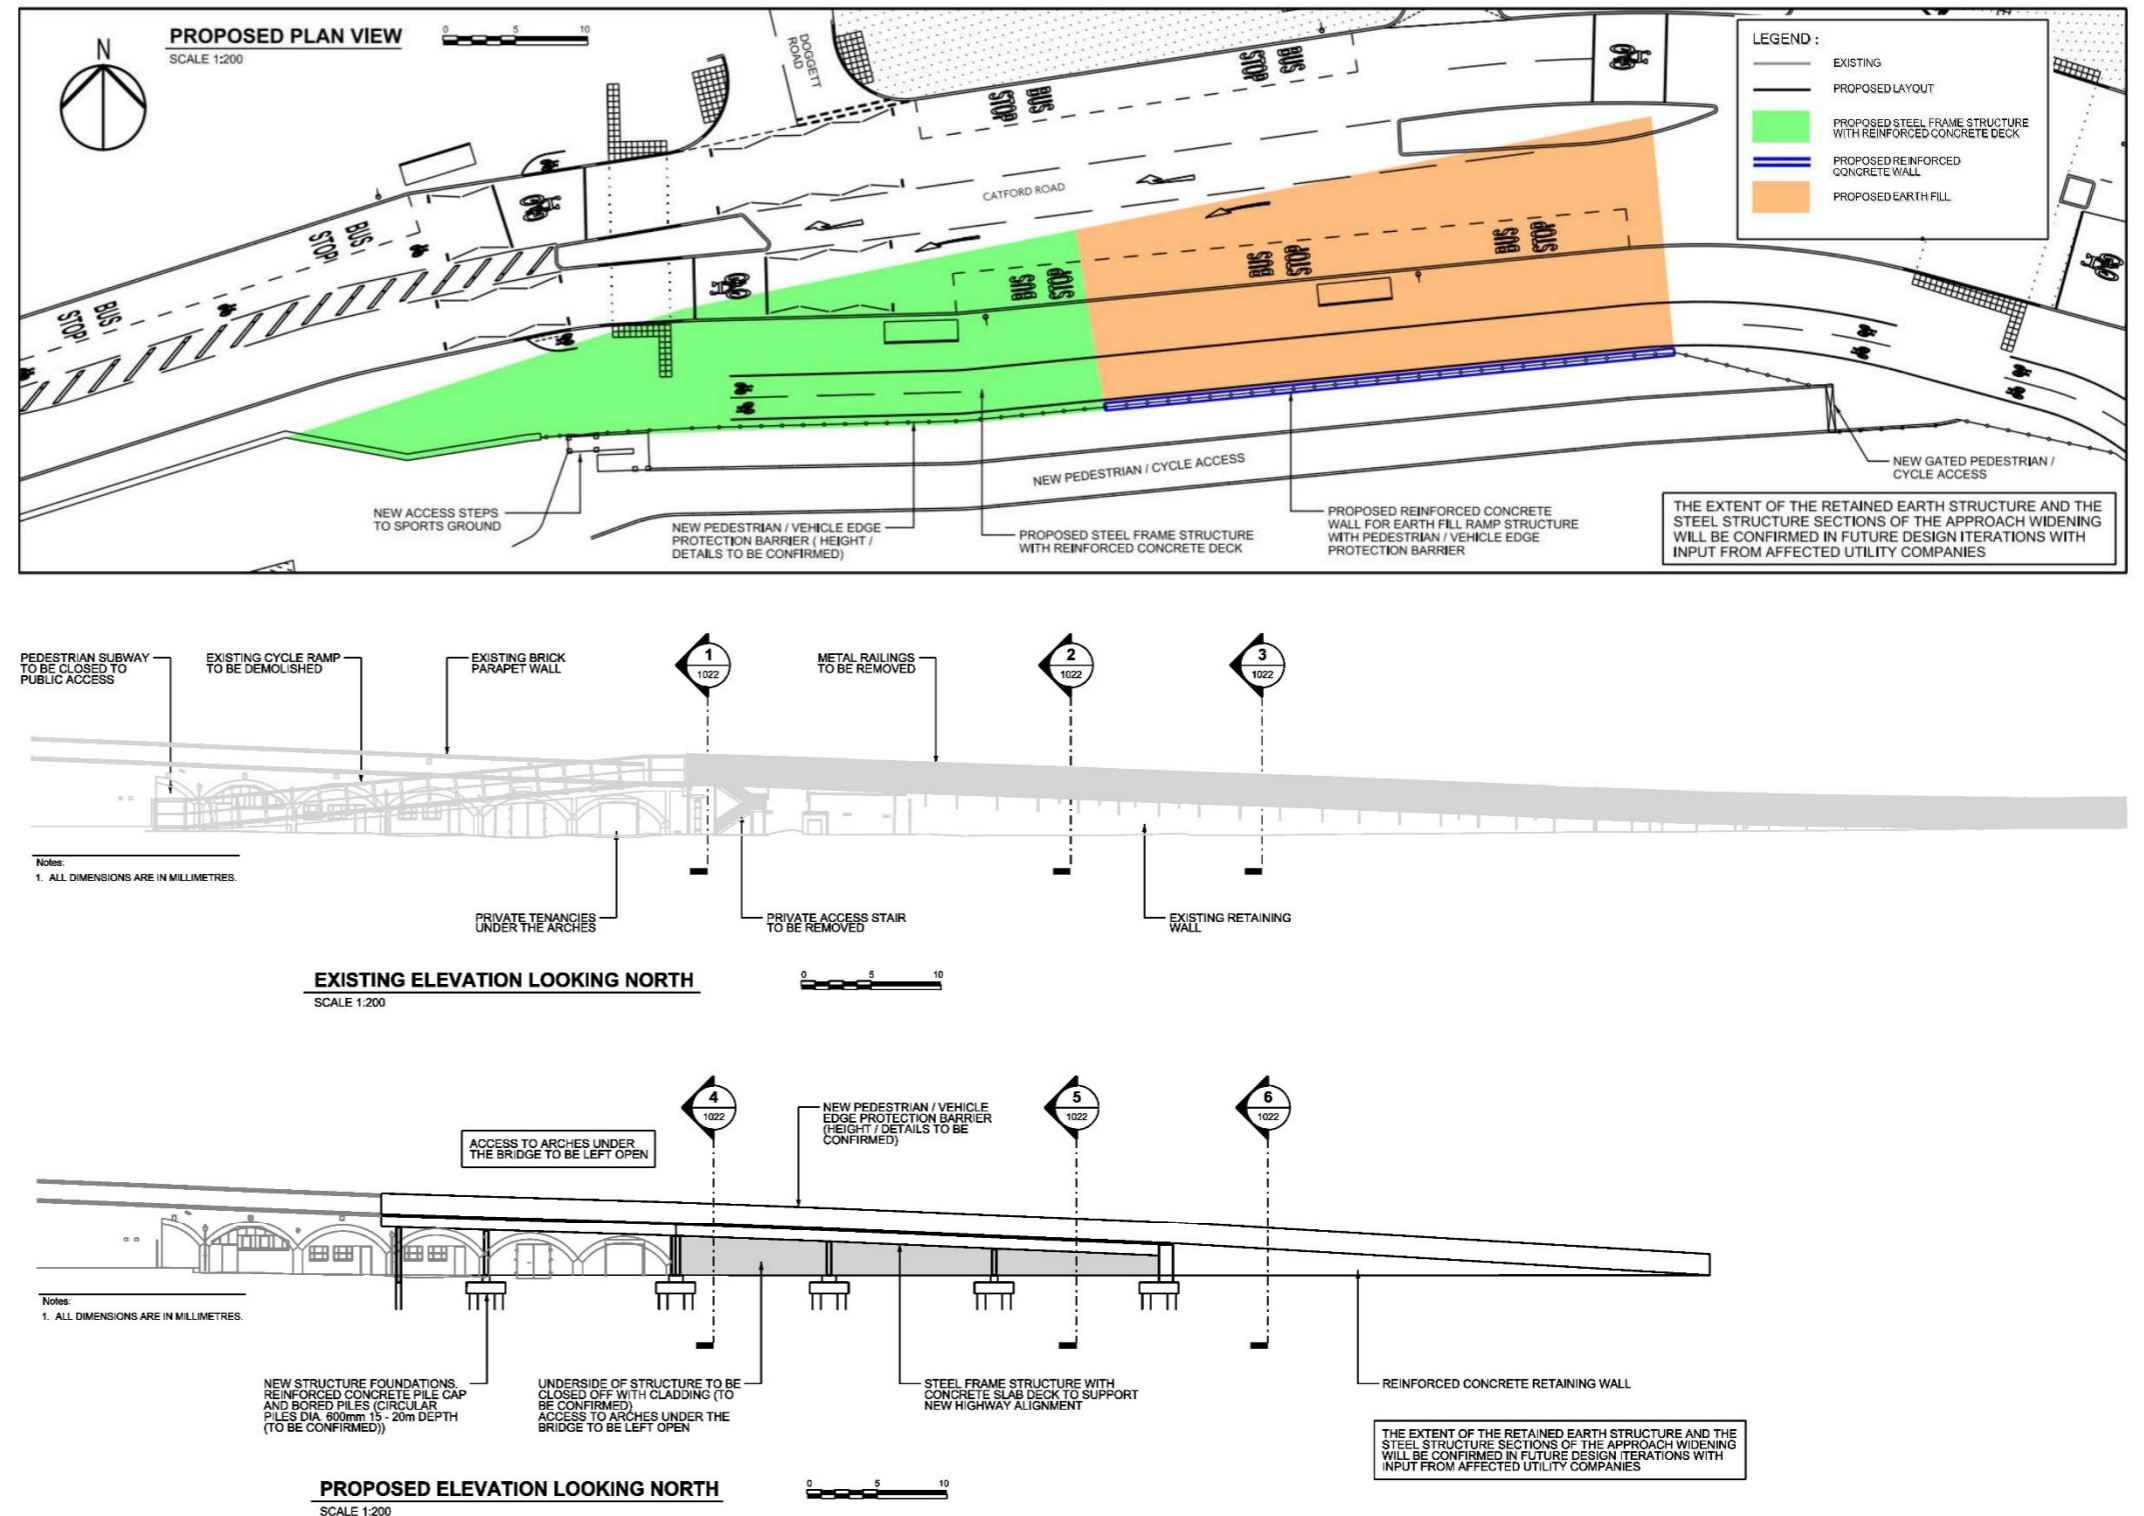 PROPOSED PLAN VIEW
SCALE 1:200
0 5 10
N
DOGGETT
ROAD
BUS
STOP
BUS
STOP
BUS
STOP
BUS
STOP
CATFORD ROAD
BUS
STOP
BUS
STOP
BUS
STOP
LEGEND :
EXISTING
PROPOSED LAYOUT
PROPOSED STEEL FRAME STRUCTURE
WITH REINFORCED CONCRETE DECK
PROPOSED REINFORCED
CONCRETE WALL
PROPOSED EARTH FILL
NEW PEDESTRIAN / CYCLE ACCESS
NEW ACCESS STEPS
TO SPORTS GROUND
NEW PEDESTRIAN / VEHICLE EDGE
PROTECTION BARRIER ( HEIGHT /
DETAILS TO BE CONFIRMED)
PROPOSED STEEL FRAME STRUCTURE
WITH REINFORCED CONCRETE DECK
PROPOSED REINFORCED CONCRETE
WALL FOR EARTH FILL RAMP STRUCTURE
WITH PEDESTRIAN / VEHICLE EDGE
PROTECTION BARRIER
NEW GATED PEDESTRIAN /
CYCLE ACCESS
THE EXTENT OF THE RETAINED EARTH STRUCTURE AND THE
STEEL STRUCTURE SECTIONS OF THE APPROACH WIDENING
WILL BE CONFIRMED IN FUTURE DESIGN ITERATIONS WITH
INPUT FROM AFFECTED UTILITY COMPANIES
PEDESTRIAN SUBWAY
TO BE CLOSED TO
PUBLIC ACCESS
EXISTING CYCLE RAMP
TO BE DEMOLISHED
EXISTING BRICK
PARAPET WALL
1
1022
METAL RAILINGS
TO BE REMOVED
2
1022
3
1022
Notes:
1. ALL DIMENSIONS ARE IN MILLIMETRES.
PRIVATE TENANCIES
UNDER THE ARCHES
PRIVATE ACCESS STAIR
TO BE REMOVED
EXISTING RETAINING
WALL
EXISTING ELEVATION LOOKING NORTH
SCALE 1:200
0 5 10
4
1022
5
1022
6
1022
NEW PEDESTRIAN / VEHICLE
EDGE PROTECTION BARRIER
(HEIGHT / DETAILS TO BE
CONFIRMED)
ACCESS TO ARCHES UNDER
THE BRIDGE TO BE LEFT OPEN
Notes:
1. ALL DIMENSIONS ARE IN MILLIMETRES.
NEW STRUCTURE FOUNDATIONS.
REINFORCED CONCRETE PILE CAP
AND BORED PILES (CIRCULAR
PILES DIA. 600mm 15 - 20m DEPTH
(TO BE CONFIRMED))
UNDERSIDE OF STRUCTURE TO BE
CLOSED OFF WITH CLADDING (TO
BE CONFIRMED)
ACCESS TO ARCHES UNDER THE
BRIDGE TO BE LEFT OPEN
STEEL FRAME STRUCTURE WITH
CONCRETE SLAB DECK TO SUPPORT
NEW HIGHWAY ALIGNMENT
REINFORCED CONCRETE RETAINING WALL
THE EXTENT OF THE RETAINED EARTH STRUCTURE AND THE
STEEL STRUCTURE SECTIONS OF THE APPROACH WIDENING
WILL BE CONFIRMED IN FUTURE DESIGN ITERATIONS WITH
INPUT FROM AFFECTED UTILITY COMPANIES
PROPOSED ELEVATION LOOKING NORTH
SCALE 1:200
0 5 10